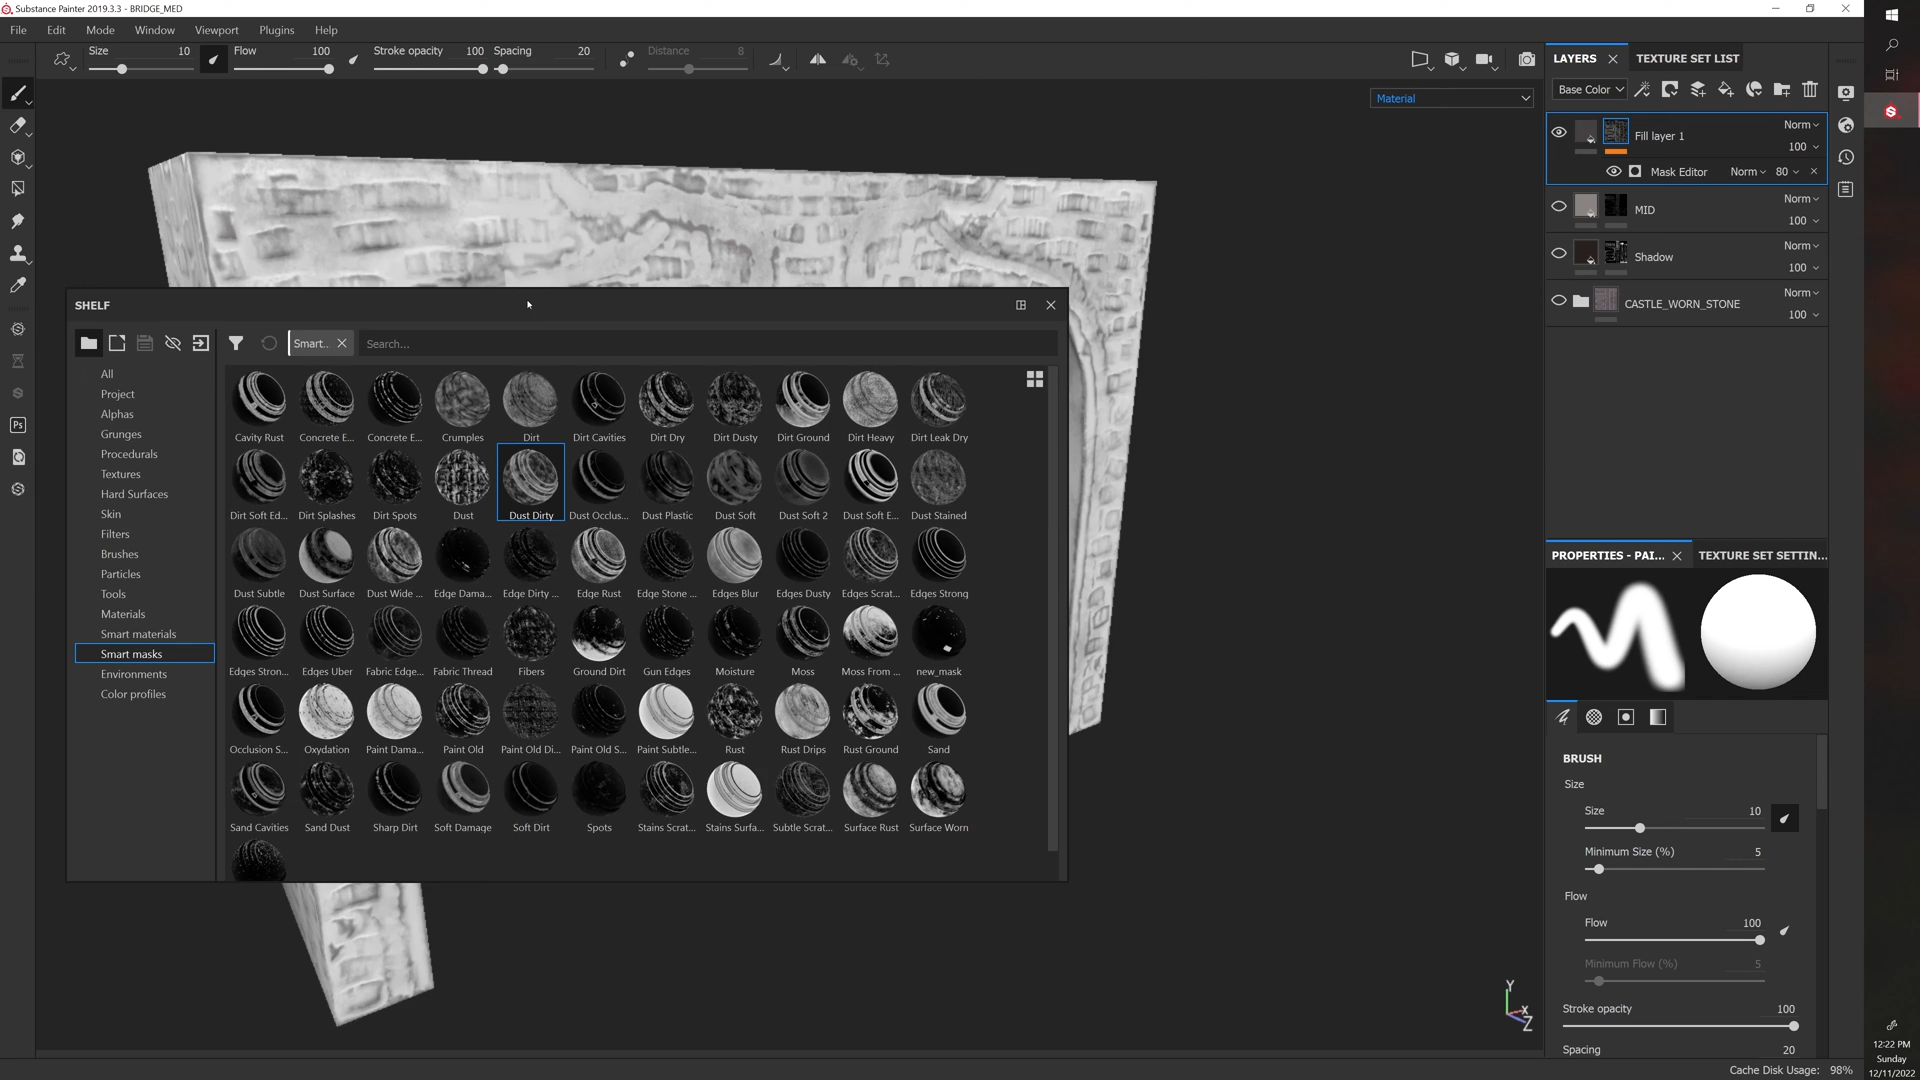 Substance Painter 2019.3.3 - BRIDGE_MED
File Edit Mode Window Viewport Plugins Help
Size 10 Flow 100 Stroke opacity 100 Spacing 20 Distance 8
Material
SHELF
Smart...
Search...
All
Project
Alphas
Grunges
Procedurals
Textures
Hard Surfaces
Skin
Filters
Brushes
Particles
Tools
Materials
Smart materials
Smart masks
Environments
Color profiles
Cavity Rust Concrete E... Concrete E... Crumples Dirt Dirt Cavities Dirt Dry Dirt Dusty Dirt Ground Dirt Heavy Dirt Leak Dry
Dirt Soft Ed... Dirt Splashes Dirt Spots Dust Dust Dirty Dust Occlus... Dust Plastic Dust Soft Dust Soft 2 Dust Soft E... Dust Stained
Dust Subtle Dust Surface Dust Wide ... Edge Dama... Edge Dirty ... Edge Rust Edge Stone ... Edges Blur Edges Dusty Edges Scrat... Edges Strong
Edges Stron... Edges Uber Fabric Edge... Fabric Thread Fibers Ground Dirt Gun Edges Moisture Moss Moss From ... new_mask
Occlusion S... Oxydation Paint Dama... Paint Old Paint Old Di... Paint Old S... Paint Subtle... Rust Rust Drips Rust Ground Sand
Sand Cavities Sand Dust Sharp Dirt Soft Damage Soft Dirt Spots Stains Scrat... Stains Surfa... Subtle Scrat... Surface Rust Surface Worn
Y
X
Z
LAYERS TEXTURE SET LIST
Base Color
Fill layer 1 Norm
100
Mask Editor Norm 80
MID Norm
100
Shadow Norm
100
CASTLE_WORN_STONE Norm
100
PROPERTIES - PAI... TEXTURE SET SETTIN...
BRUSH
Size
Size 10
Minimum Size (%) 5
Flow
Flow 100
Minimum Flow (%) 5
Stroke opacity 100
Spacing 20
Cache Disk Usage: 98%
Ps
12:22 PM
Sunday
12/11/2022